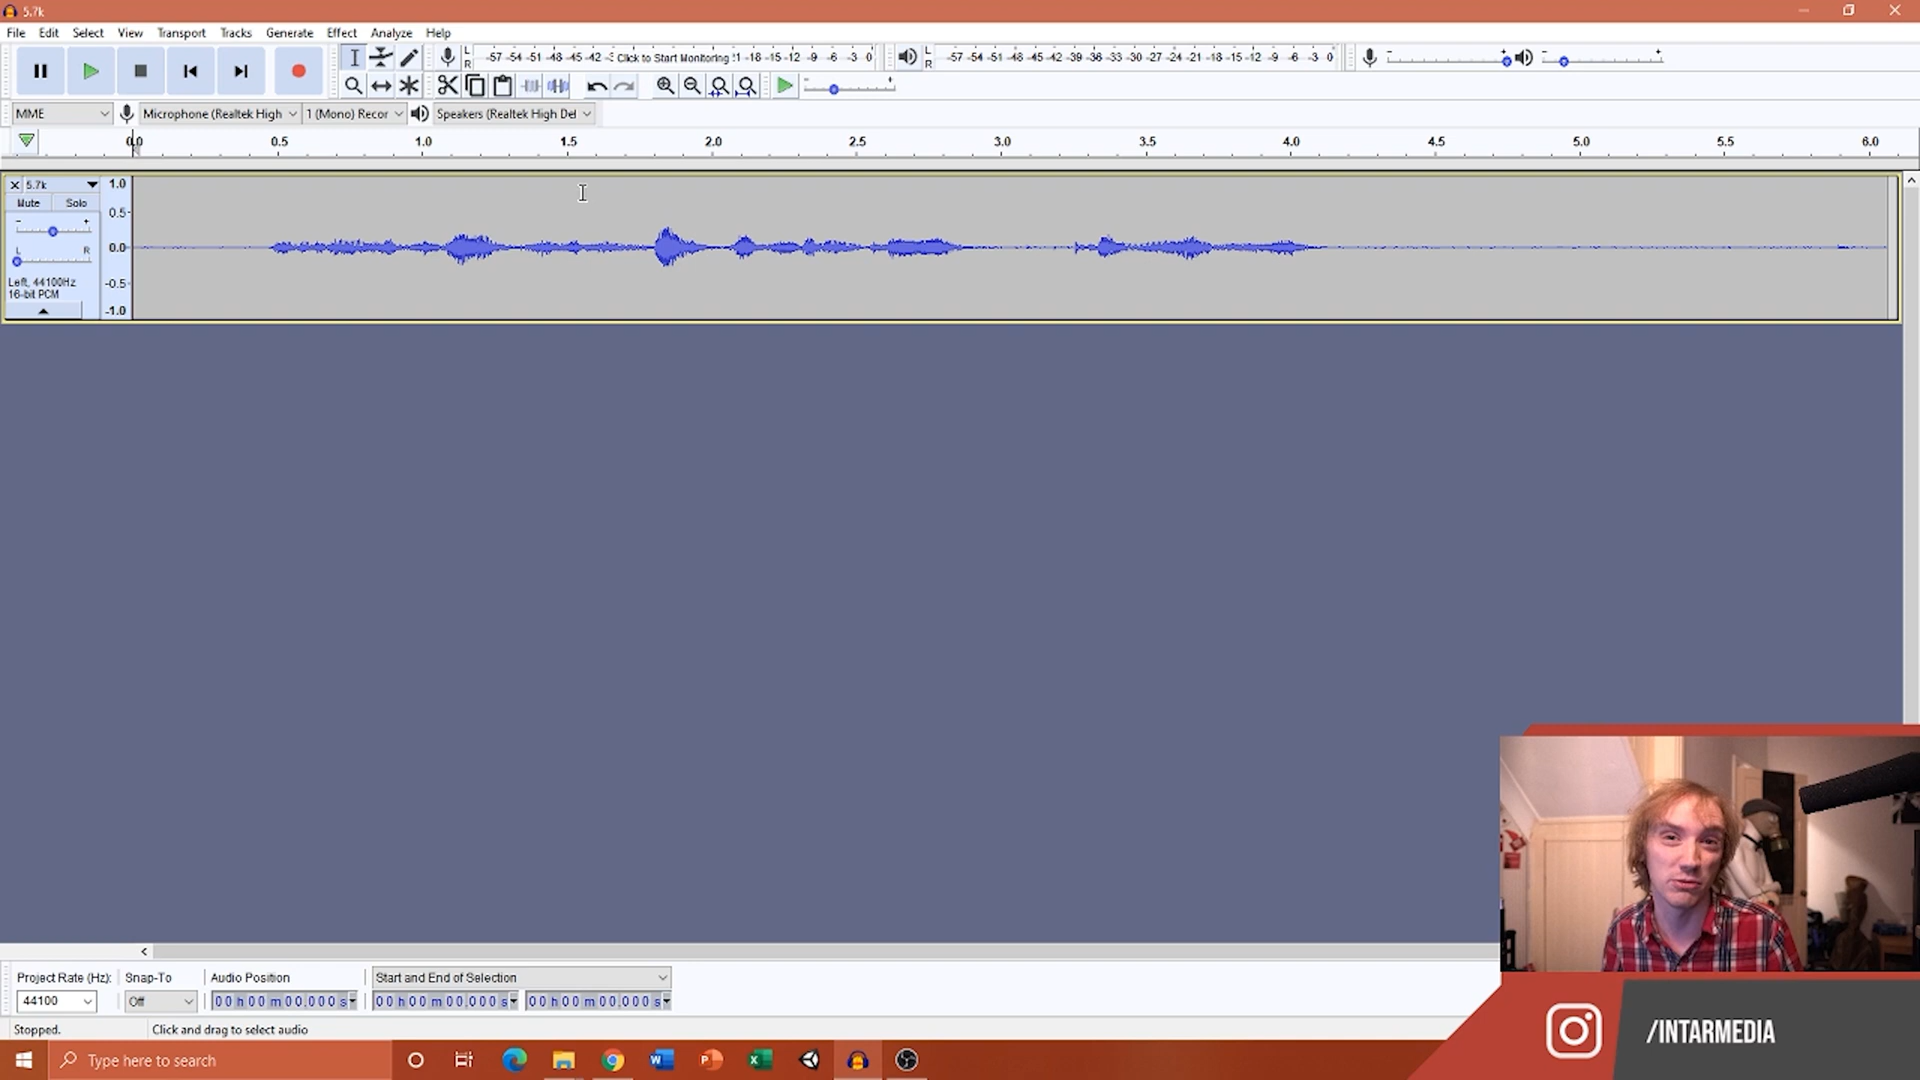 5.7k
File Edit Select View Transport Tracks Generate Effect Analyze Help
L
R
-57 -54 -51 -48 -45 -42 Click to Start Monitoring -18 -15 -12 -9 -6 -3 0
L
R
-57 -54 -51 -48 -45 -42 -39 -36 -33 -30 -27 -24 -21 -18 -15 -12 -9 -6 -3 0
MME Microphone (Realtek High 1 (Mono) Recor Speakers (Realtek High Def
0.0 0.5 1.0 1.5 2.0 2.5 3.0 3.5 4.0 4.5 5.0 5.5 6.0
5.7k 1.0
Mute Solo
0.5
- +
0.0
L R
Left, 44100Hz
-0.5
16-bit PCM
-1.0
Project Rate (Hz): Snap-To Audio Position Start and End of Selection
44100 Off 00 h 00 m 00.000 s 00 h 00 m 00.000 s 00 h 00 m 00.000 s
Stopped. Click and drag to select audio
/INTARMEDIA
Type here to search